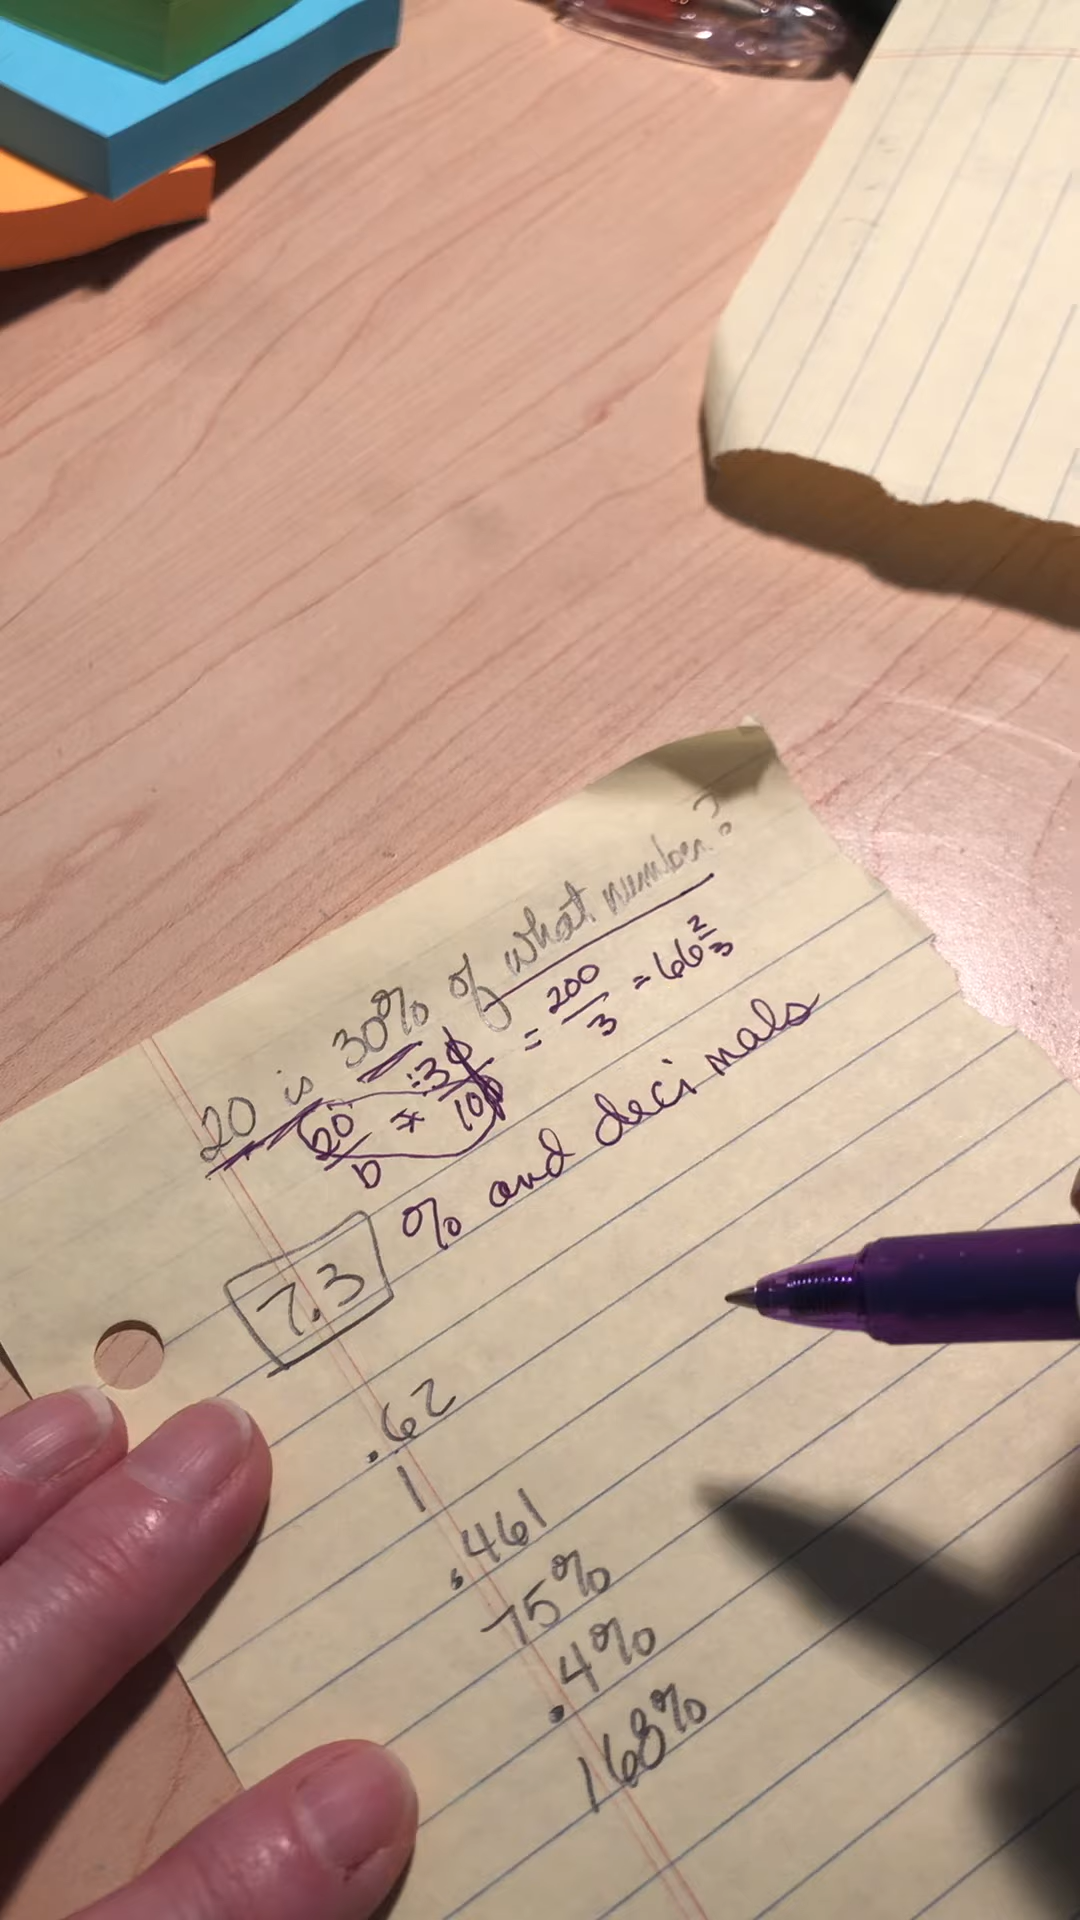 20 is 30% of what number?
20/b = 30/100 = 200/3 = 66 2/3
7.3 % and decimals
.62
1
.461
75%
.4%
168%